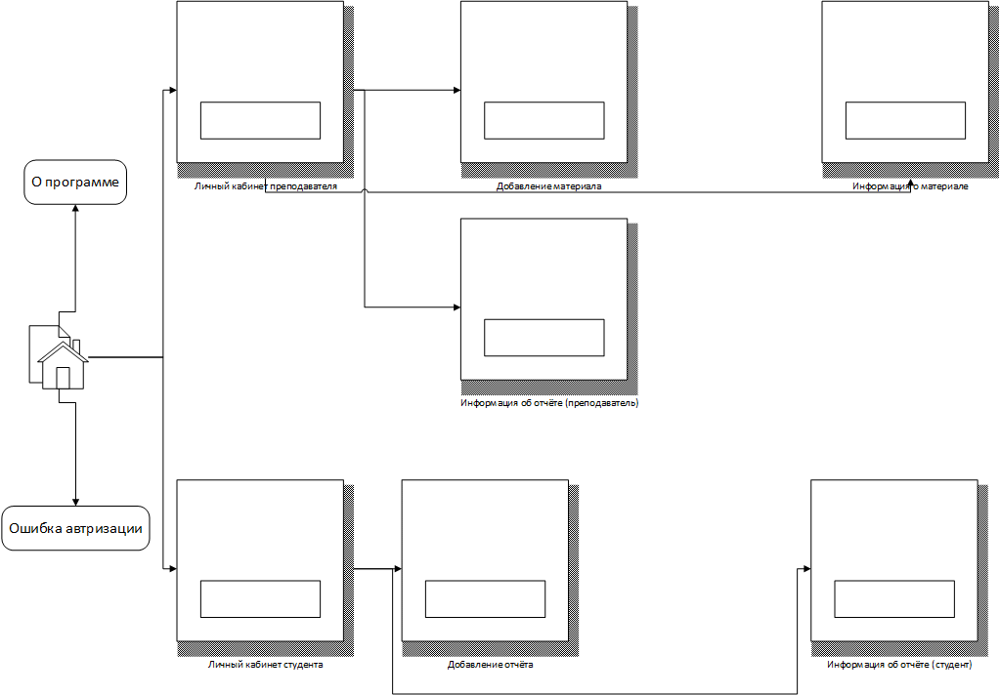 Личный кабинет преподавателя
Добавление материала
Информация о материале
О программе
Информация об отчёте (преподаватель)
Ошибка автризации
Личный кабинет студента
Добавление отчёта
Информация об отчёте (студент)